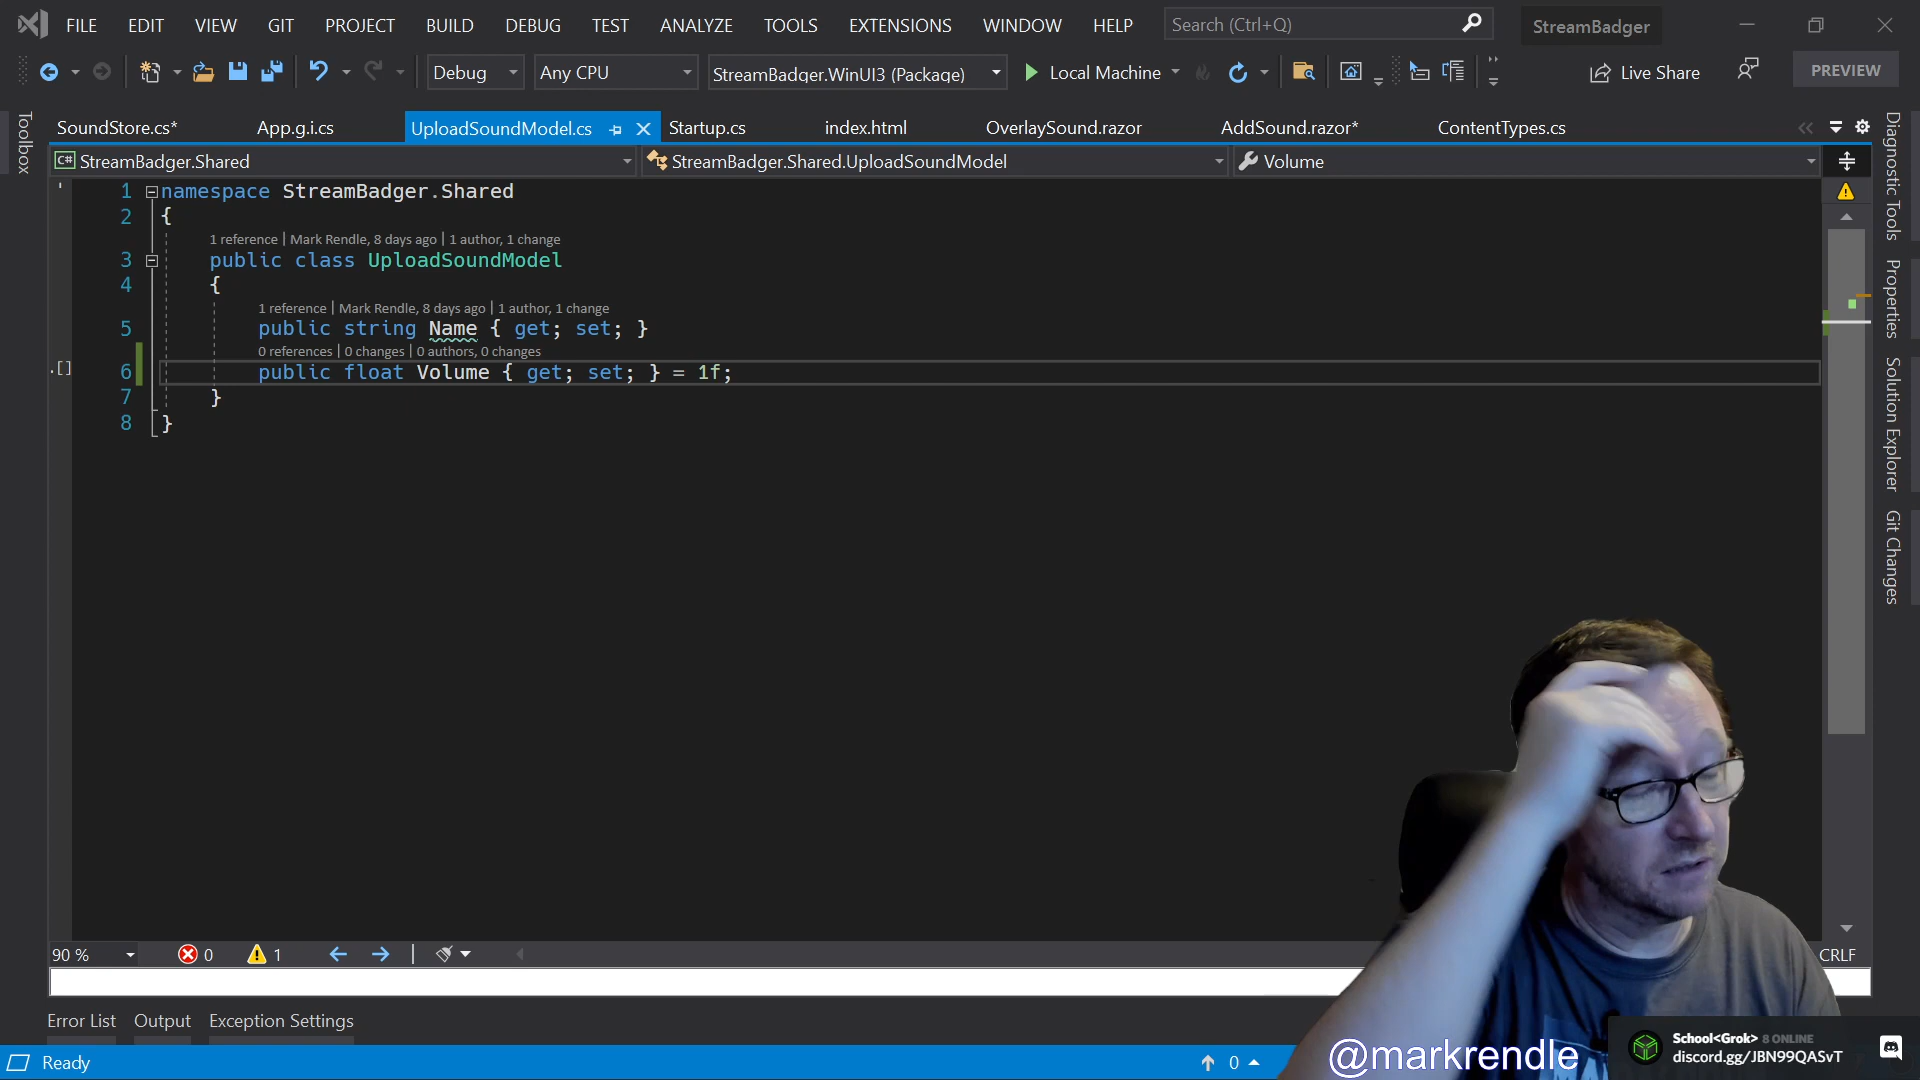 FILE EDIT VIEW GIT PROJECT BUILD DEBUG TEST ANALYZE TOOLS EXTENSIONS WINDOW HELP Search (Ctrl+Q) StreamBadger
Debug Any CPU StreamBadger.WinUI3 (Package) Local Machine Live Share PREVIEW
SoundStore.cs* App.g.i.cs UploadSoundModel.cs Startup.cs index.html OverlaySound.razor AddSound.razor* ContentTypes.cs
C# StreamBadger.Shared StreamBadger.Shared.UploadSoundModel Volume
Toolbox
Diagnostic Tools
Properties
Solution Explorer
Git Changes
1 namespace StreamBadger.Shared
2 {
1 reference | Mark Rendle, 8 days ago | 1 author, 1 change
3 public class UploadSoundModel
4 {
1 reference | Mark Rendle, 8 days ago | 1 author, 1 change
5 public string Name { get; set; }
0 references | 0 changes | 0 authors, 0 changes
6 public float Volume { get; set; } = 1f;
7 }
8 }
90 % 0 1 CRLF
Error List Output Exception Settings
Ready 0
@markrendle
School<Grok> 8 ONLINE
discord.gg/JBN99QASvT